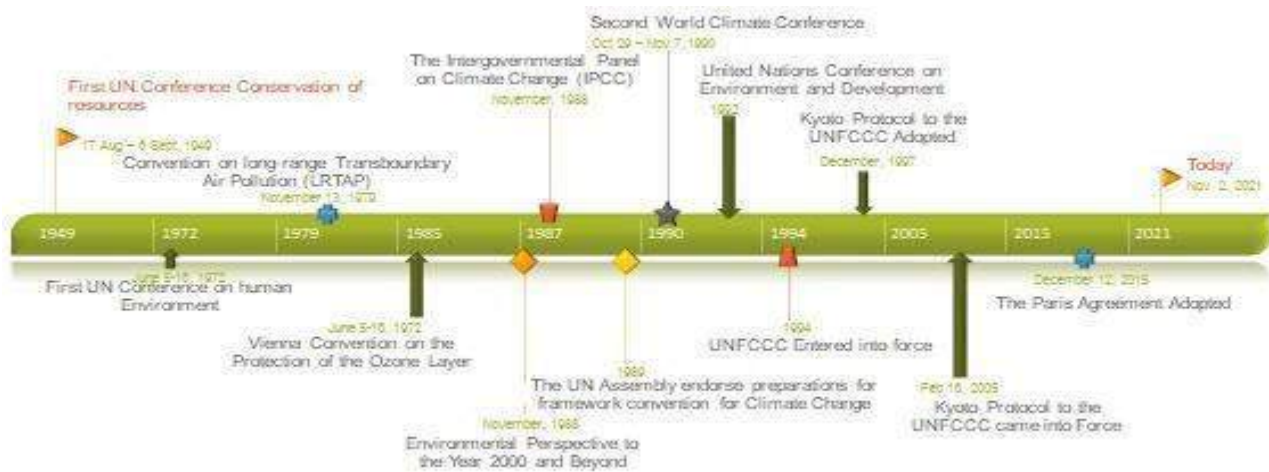 Second World Climate Conference
Oct 29 – Nov 7, 1990
The Intergovernmental Panel
on Climate Change (IPCC)
November, 1988
United Nations Conference on
Environment and Development
1992
First UN Conference Conservation of
resources
17 Aug – 6 Sept, 1949
Kyoto Protocol to the
UNFCCC Adopted
December, 1997
Convention on long-range Transboundary
Air Pollution (LRTAP)
November 13, 1979
Today
Nov. 2, 2021
1949 1972 1979 1985 1987 1990 1994 2005 2015 2021
June 5-16, 1972
First UN Conference on human
Environment
December 12, 2015
The Paris Agreement Adopted
June 5-16, 1972
Vienna Convention on the
Protection of the Ozone Layer
1994
UNFCCC Entered into force
1989
The UN Assembly endorse preparations for
framework convention for Climate Change
Feb 16, 2005
Kyoto Protocol to the
UNFCCC came into Force
November, 1988
Environmental Perspective to
the Year 2000 and Beyond